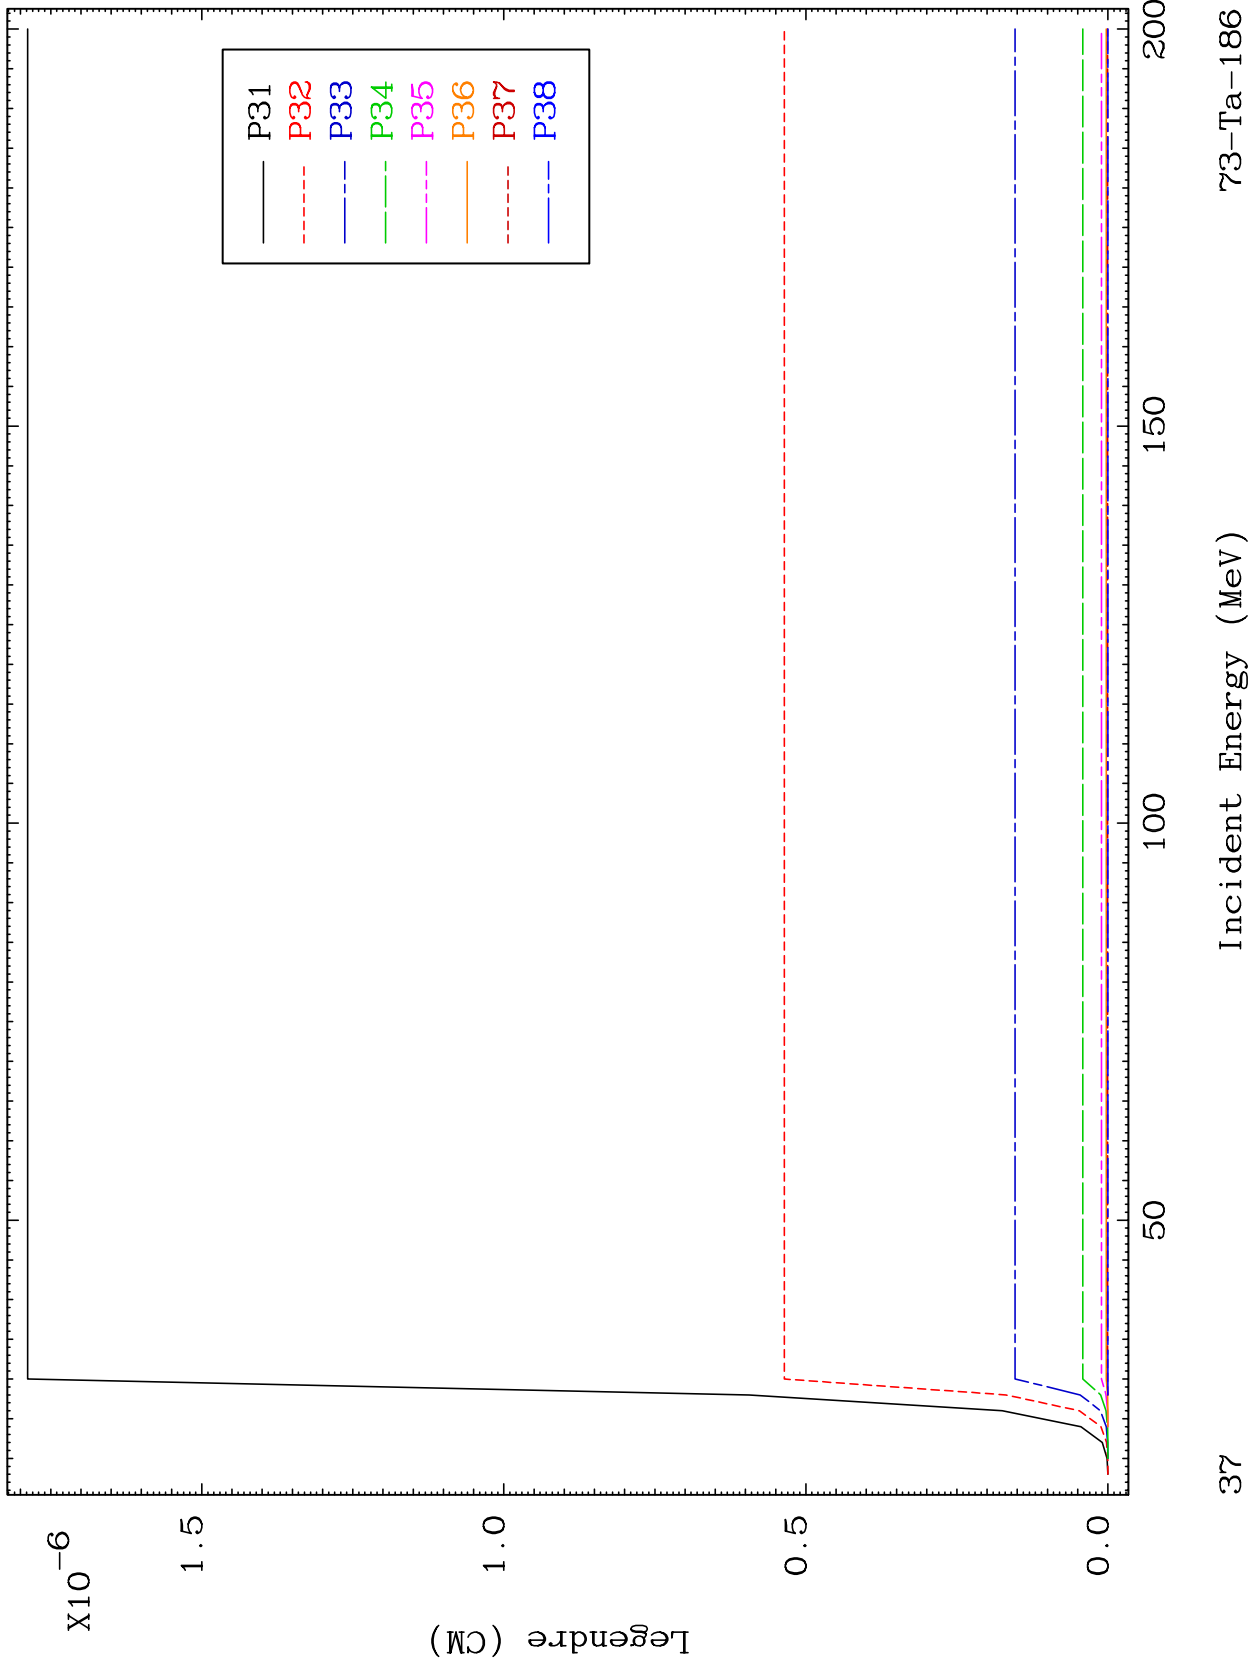 X10-6
1.5
1.0
0.5
0.0
Legendre (CM)
P31
P32
P33
P34
P35
P36
P37
P38
50
100
150
200
37
Incident Energy (MeV)
73-Ta-186